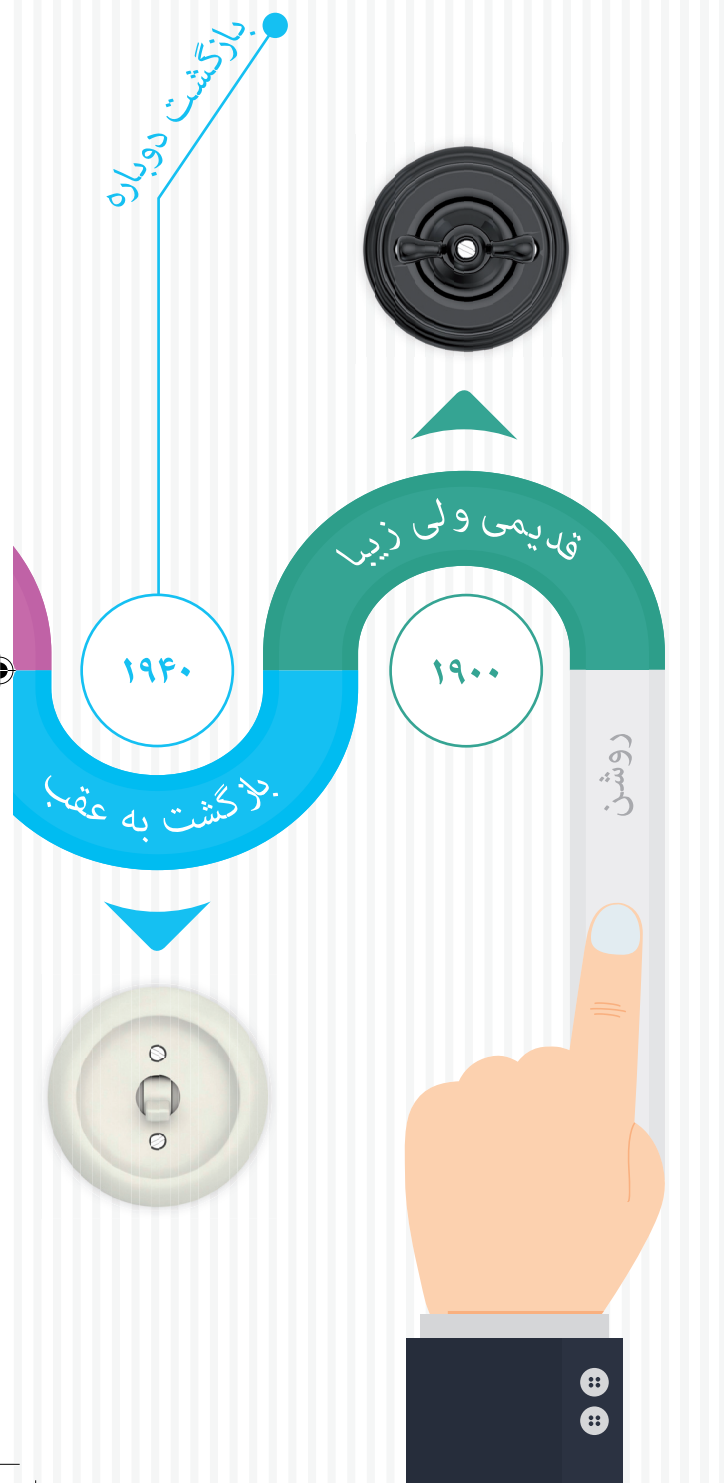 روشن
قدیمی ولی زیبا
۱۹۰۰
بازگشت به عقب
۱۹۴۰
بازگشت دوباره